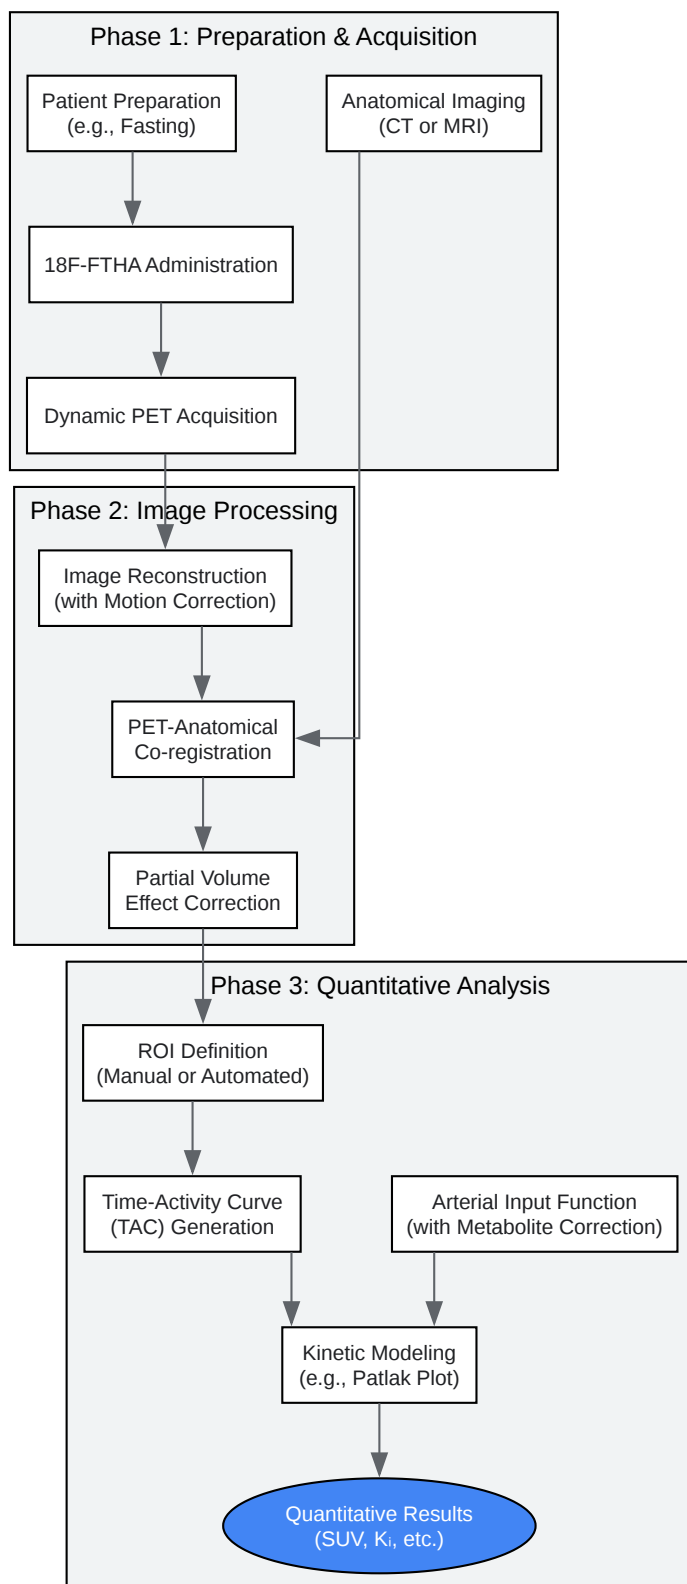 Phase 1: Preparation & Acquisition
Patient Preparation
(e.g., Fasting)
Anatomical Imaging
(CT or MRI)
18F-FTHA Administration
Dynamic PET Acquisition
Phase 2: Image Processing
Image Reconstruction
(with Motion Correction)
PET-Anatomical
Co-registration
Partial Volume
Effect Correction
Phase 3: Quantitative Analysis
ROI Definition
(Manual or Automated)
Time-Activity Curve
(TAC) Generation
Arterial Input Function
(with Metabolite Correction)
Kinetic Modeling
(e.g., Patlak Plot)
Quantitative Results
(SUV, Kᵢ, etc.)